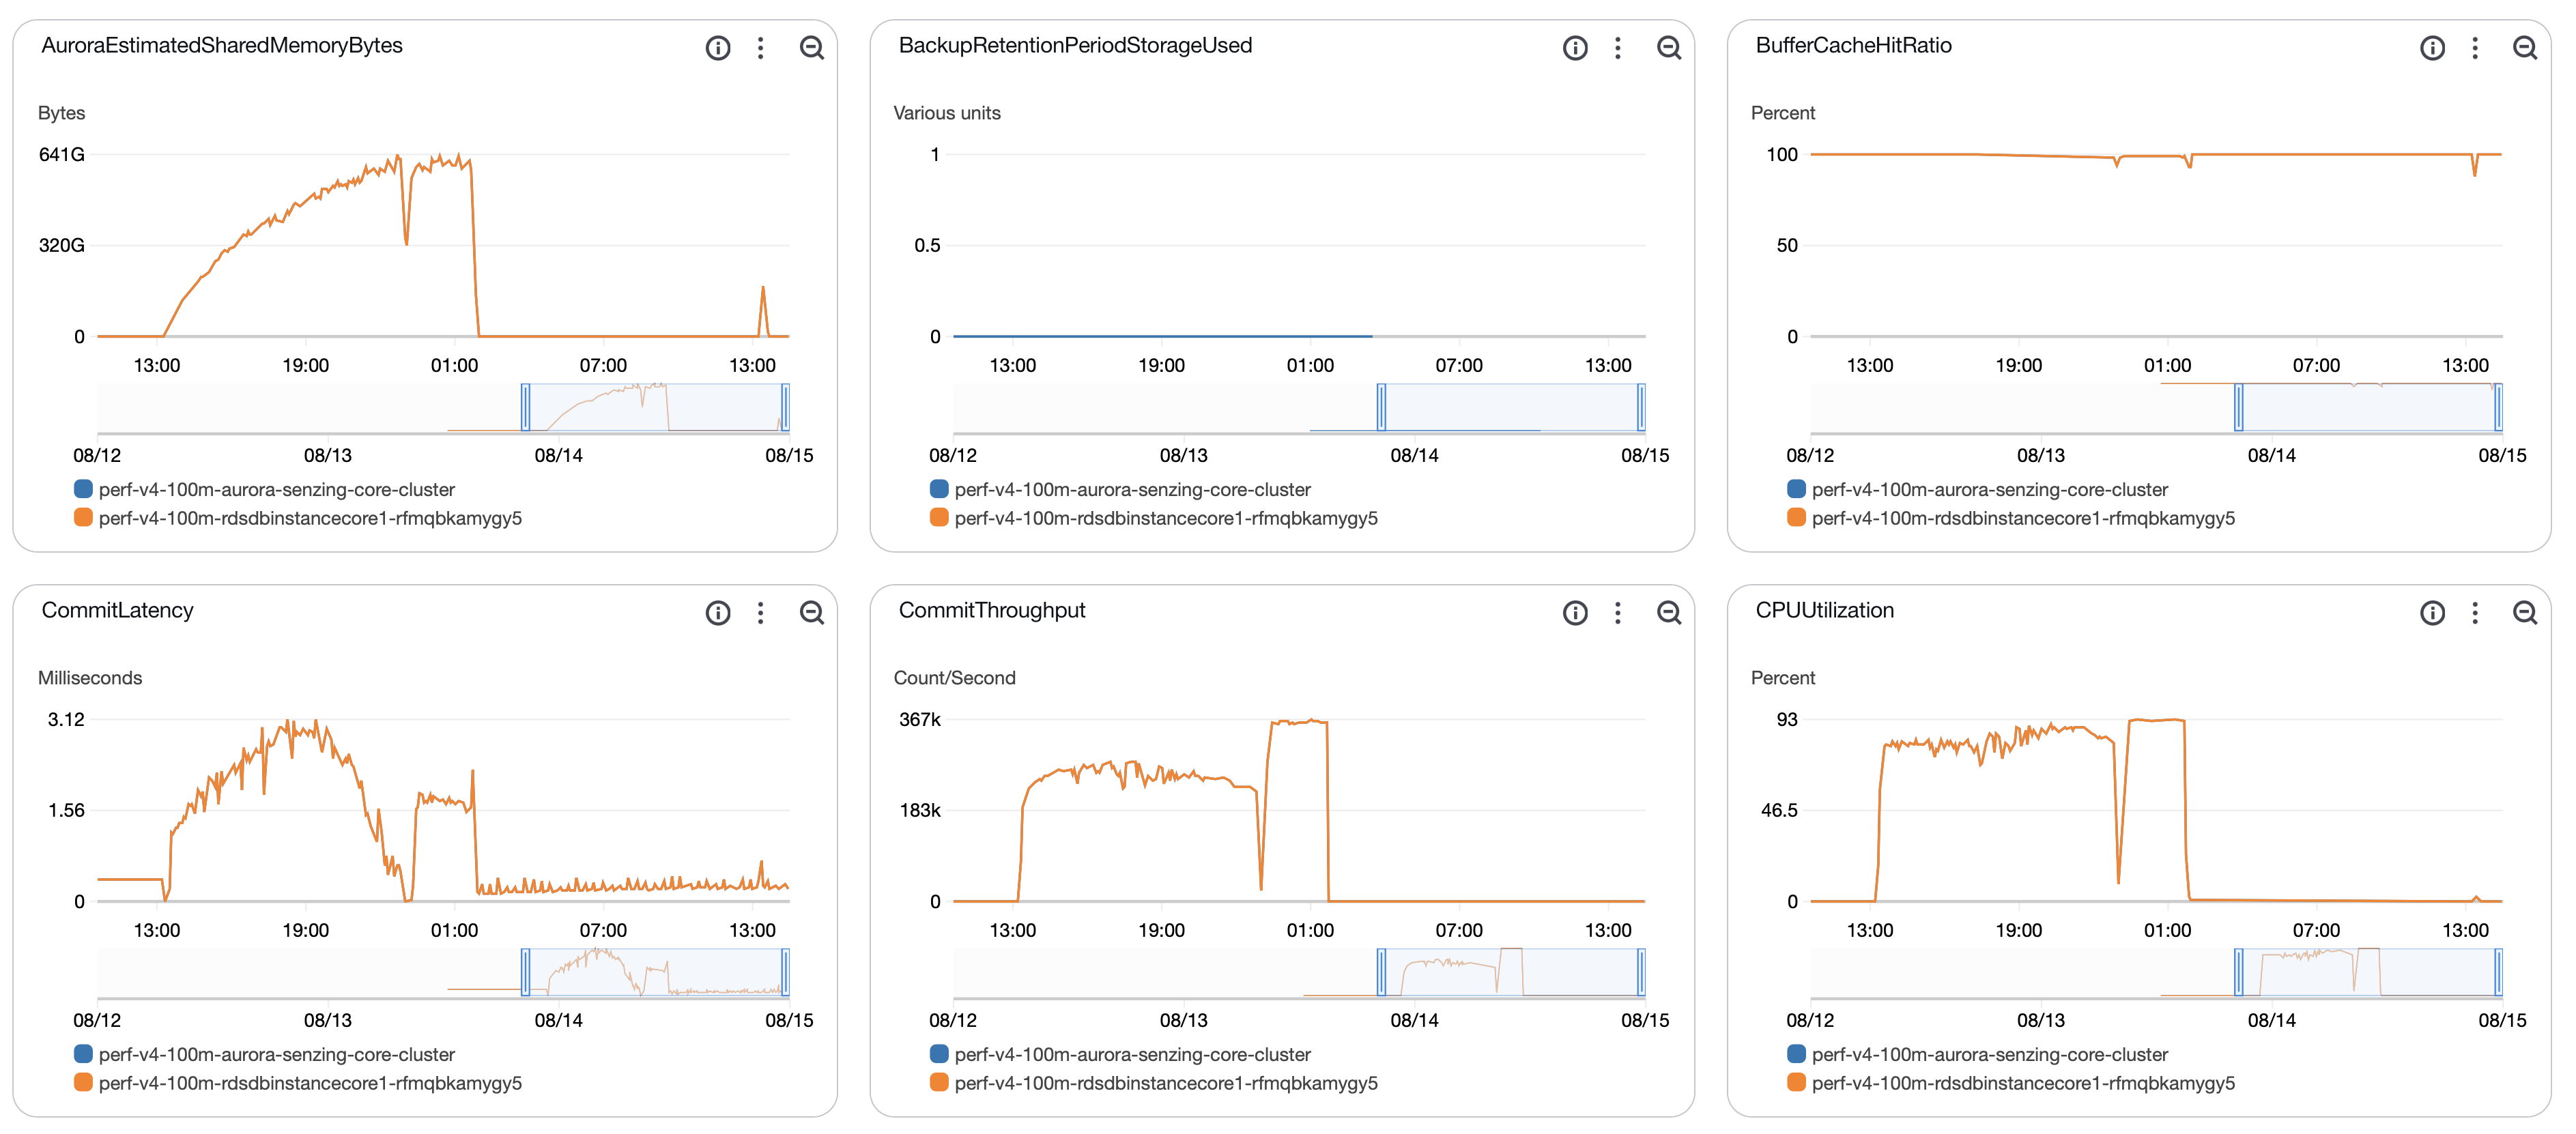 AuroraEstimatedSharedMemoryBytes
Bytes
641G
320G
0
13:00 19:00 01:00 07:00 13:00
08/12 08/13 08/14 08/15
perf-v4-100m-aurora-senzing-core-cluster
perf-v4-100m-rdsdbinstancecore1-rfmqbkamygy5
BackupRetentionPeriodStorageUsed
Various units
1
0.5
0
13:00 19:00 01:00 07:00 13:00
08/12 08/13 08/14 08/15
perf-v4-100m-aurora-senzing-core-cluster
perf-v4-100m-rdsdbinstancecore1-rfmqbkamygy5
BufferCacheHitRatio
Percent
100
50
0
13:00 19:00 01:00 07:00 13:00
08/12 08/13 08/14 08/15
perf-v4-100m-aurora-senzing-core-cluster
perf-v4-100m-rdsdbinstancecore1-rfmqbkamygy5
CommitLatency
Milliseconds
3.12
1.56
0
13:00 19:00 01:00 07:00 13:00
08/12 08/13 08/14 08/15
perf-v4-100m-aurora-senzing-core-cluster
perf-v4-100m-rdsdbinstancecore1-rfmqbkamygy5
CommitThroughput
Count/Second
367k
183k
0
13:00 19:00 01:00 07:00 13:00
08/12 08/13 08/14 08/15
perf-v4-100m-aurora-senzing-core-cluster
perf-v4-100m-rdsdbinstancecore1-rfmqbkamygy5
CPUUtilization
Percent
93
46.5
0
13:00 19:00 01:00 07:00 13:00
08/12 08/13 08/14 08/15
perf-v4-100m-aurora-senzing-core-cluster
perf-v4-100m-rdsdbinstancecore1-rfmqbkamygy5